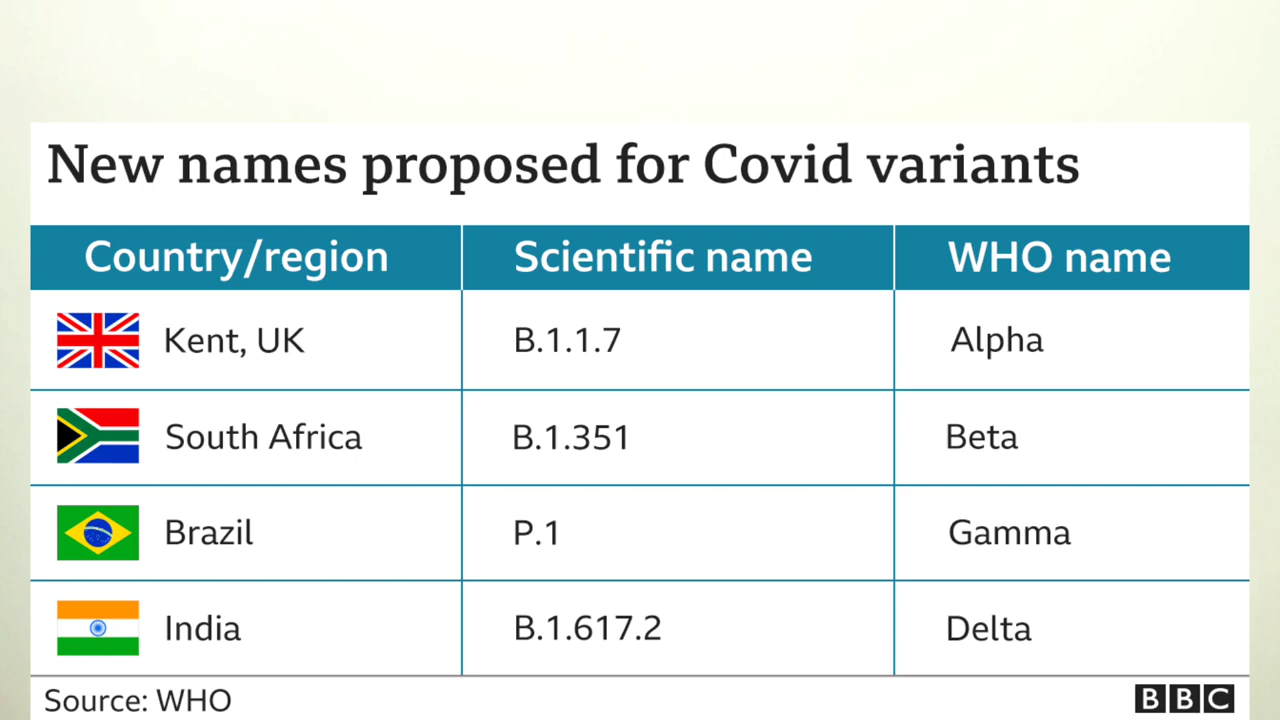 New names proposed for Covid variants
Country/region Scientific name WHO name
Kent, UK B.1.1.7 Alpha
South Africa B.1.351 Beta
Brazil P.1 Gamma
India B.1.617.2 Delta
Source: WHO BBC